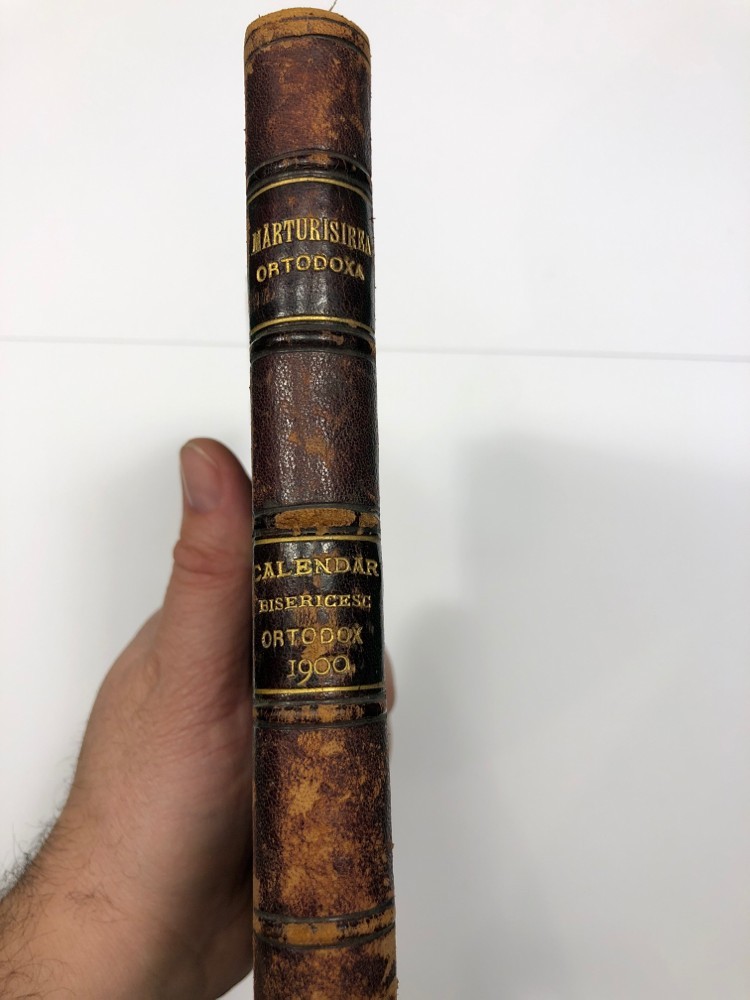 MARTURISIREA
ORTODOXA
CALENDAR
BISERICESC
ORTODOX
1900